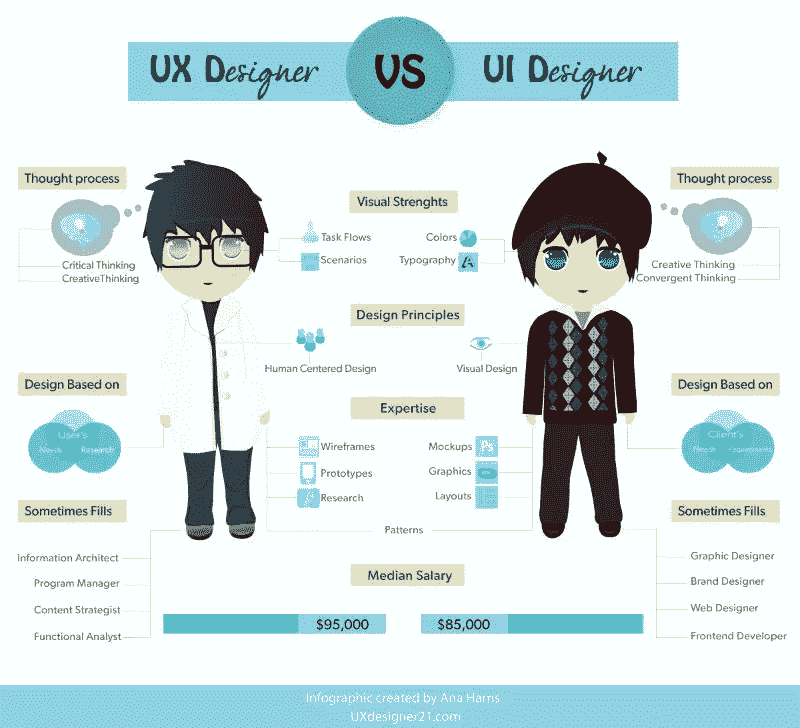 UX Designer
VS
UI Designer
Thought process
Critical Thinking
CreativeThinking
Visual Strenghts
Task Flows
Scenarios
Colors
Typography
A
Thought process
Creative Thinking
Convergent Thinking
Design Principles
Human Centered Design
Visual Design
Design Based on
User's
Needs
Research
Expertise
Wireframes
Prototypes
Research
Mockups
Ps
Graphics
Layouts
Patterns
Design Based on
Client's
Needs
Requirements
Sometimes Fills
Information Architect
Program Manager
Content Strategist
Functional Analyst
Median Salary
$95,000
$85,000
Sometimes Fills
Graphic Designer
Brand Designer
Web Designer
Frontend Developer
Infographic created by Ana Harris
UXdesigner21.com